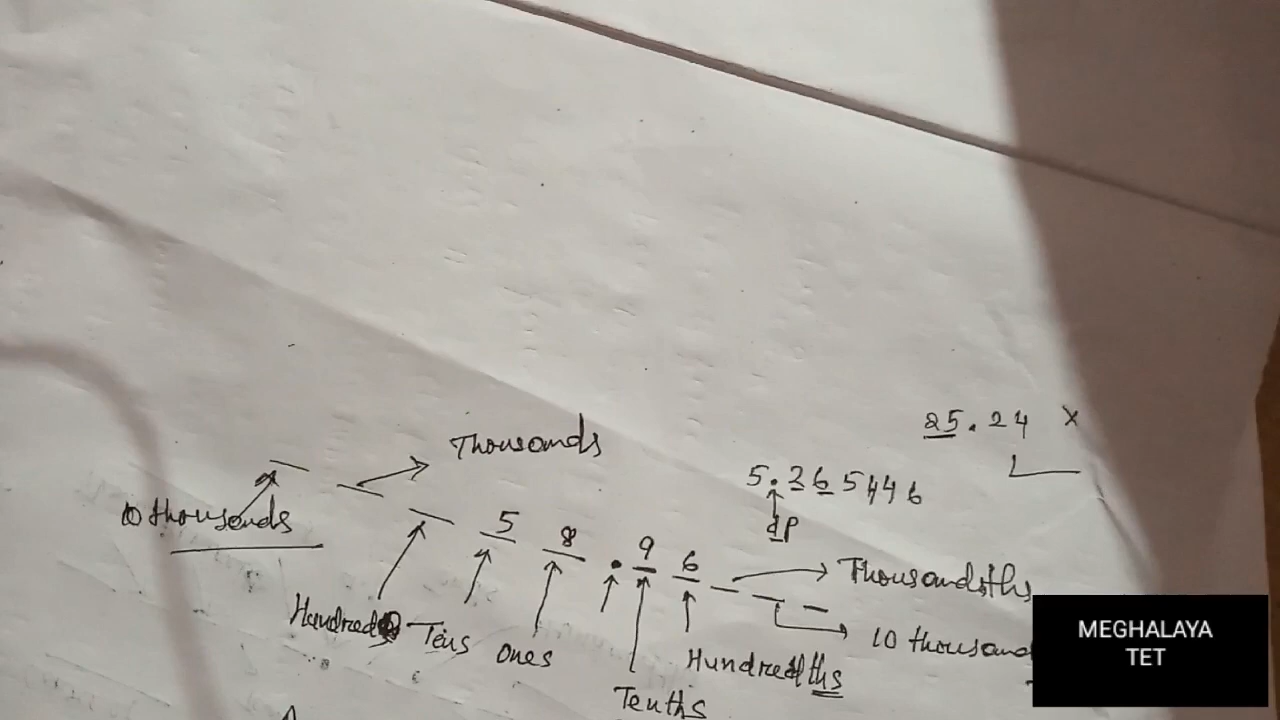 25.24 x
Thousands
5.265446
dp
10 thousands
5 8 . 9 6
Thousandths
Hundreds Tens ones
10 thousand
Hundredths
Tenths
MEGHALAYA
TET